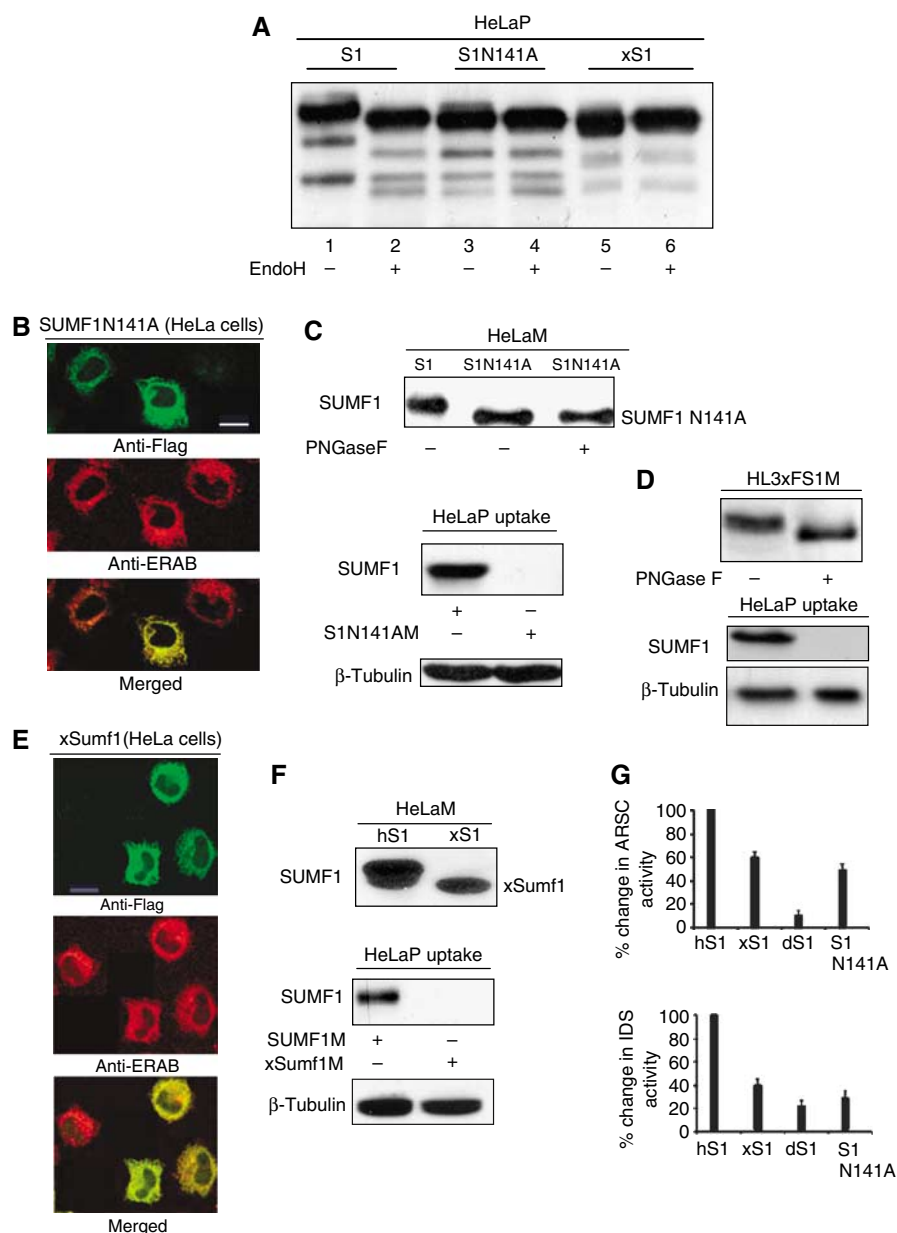 A
HeLaP
S1 S1N141A xS1
1 2 3 4 5 6
EndoH – + – + – +
B SUMF1N141A (HeLa cells)
Anti-Flag
Anti-ERAB
Merged
C
HeLaM
S1 S1N141A S1N141A
SUMF1 SUMF1 N141A
PNGaseF – – +
HeLaP uptake
SUMF1
+ –
S1N141AM – +
β-Tubulin
D
HL3xFS1M
PNGase F – +
HeLaP uptake
SUMF1
β-Tubulin
E xSumf1(HeLa cells)
Anti-Flag
Anti-ERAB
Merged
F
HeLaM
hS1 xS1
SUMF1 xSumf1
HeLaP uptake
SUMF1
SUMF1M + –
xSumf1M – +
β-Tubulin
G
% change in ARSC
activity
100
80
60
40
20
0
hS1 xS1 dS1 S1
N141A
% change in IDS
activity
100
80
60
40
20
0
hS1 xS1 dS1 S1
N141A